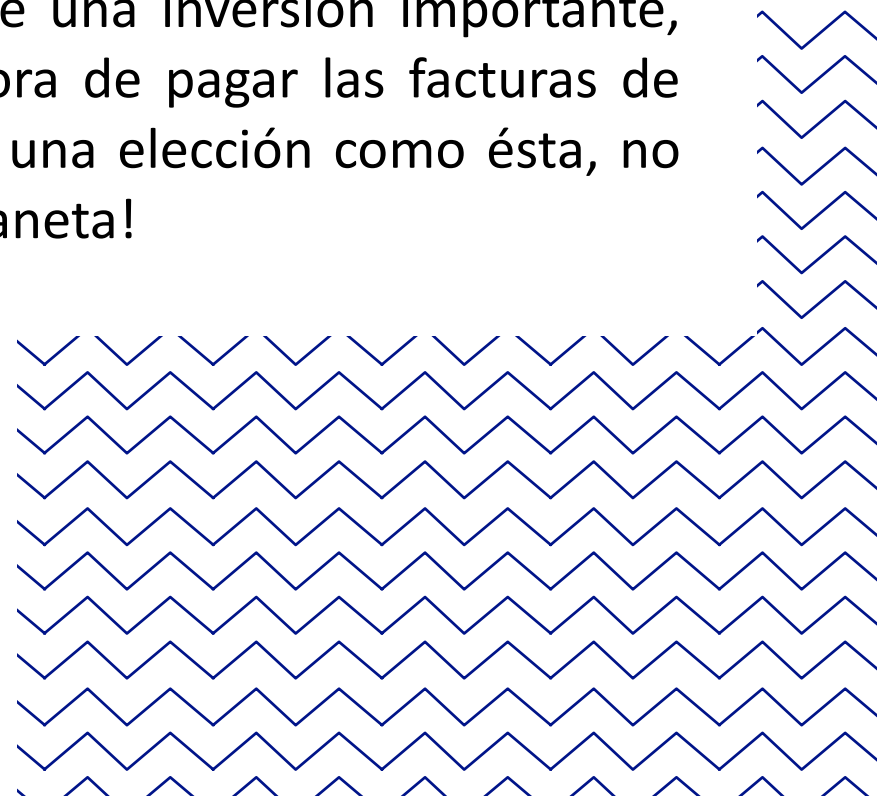 e una inversión importante,
ora de pagar las facturas de
una elección como ésta, no
aneta!